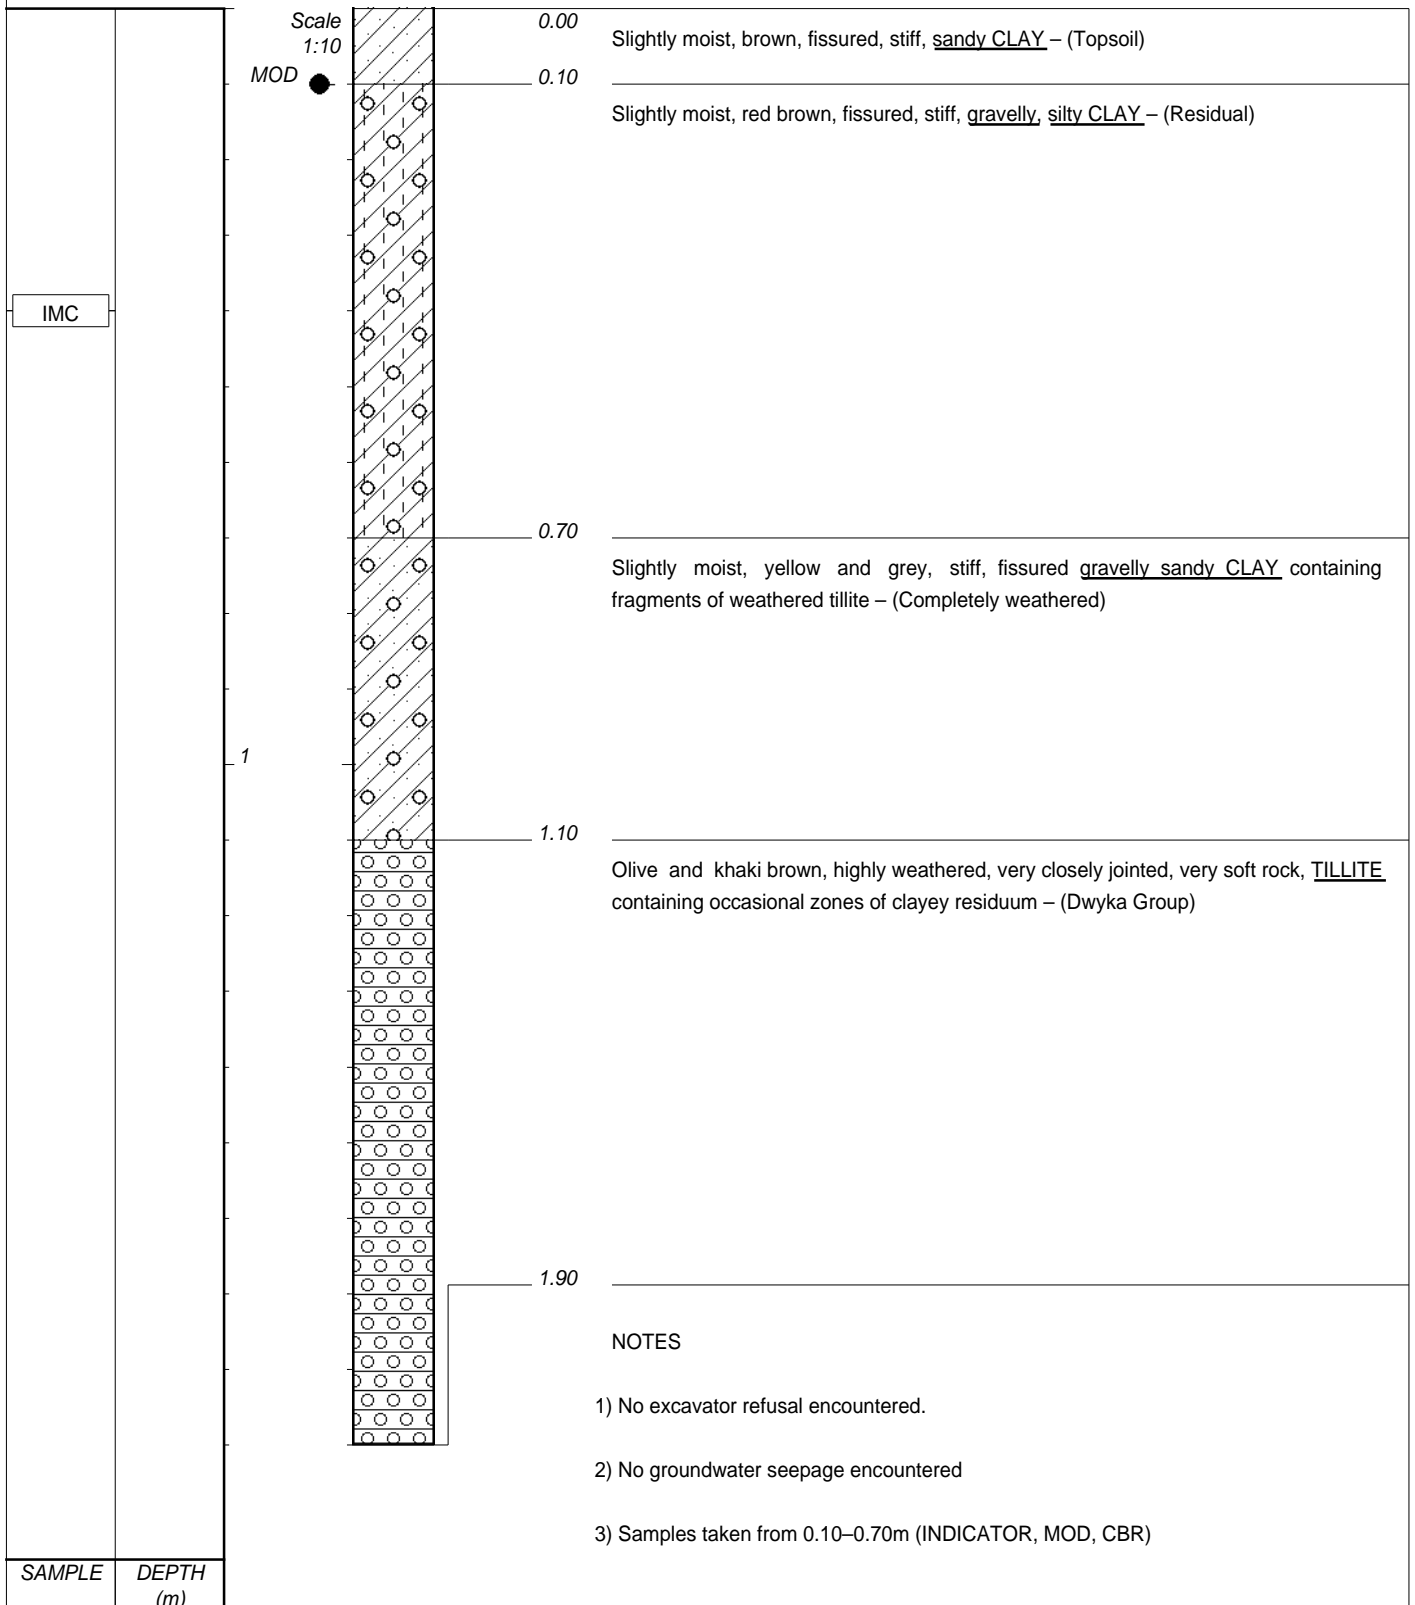 Scale
1:10
0.00
Slightly moist, brown, fissured, stiff, sandy CLAY – (Topsoil)
MOD
0.10
Slightly moist, red brown, fissured, stiff, gravelly, silty CLAY – (Residual)
IMC
0.70
Slightly moist, yellow and grey, stiff, fissured gravelly sandy CLAY containing
fragments of weathered tillite – (Completely weathered)
1
1.10
Olive and khaki brown, highly weathered, very closely jointed, very soft rock, TILLITE
containing occasional zones of clayey residuum – (Dwyka Group)
1.90
NOTES
1) No excavator refusal encountered.
2) No groundwater seepage encountered
3) Samples taken from 0.10–0.70m (INDICATOR, MOD, CBR)
SAMPLE
DEPTH
(m)